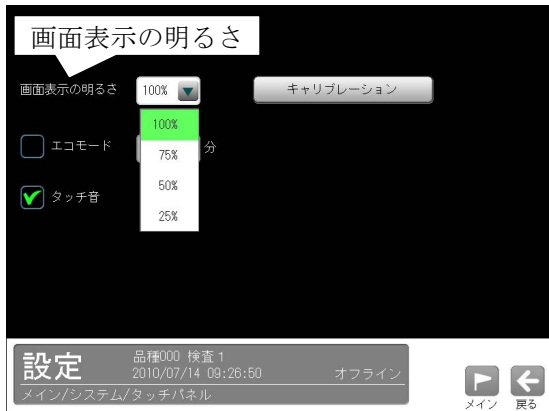 画面表示の明るさ
画面表示の明るさ 100% キャリブレーション
100%
エコモード 分
75%
50%
タッチ音
25%
設定 品種000 検査1
2010/07/14 09:26:50 オフライン
メイン/システム/タッチパネル
メイン 戻る